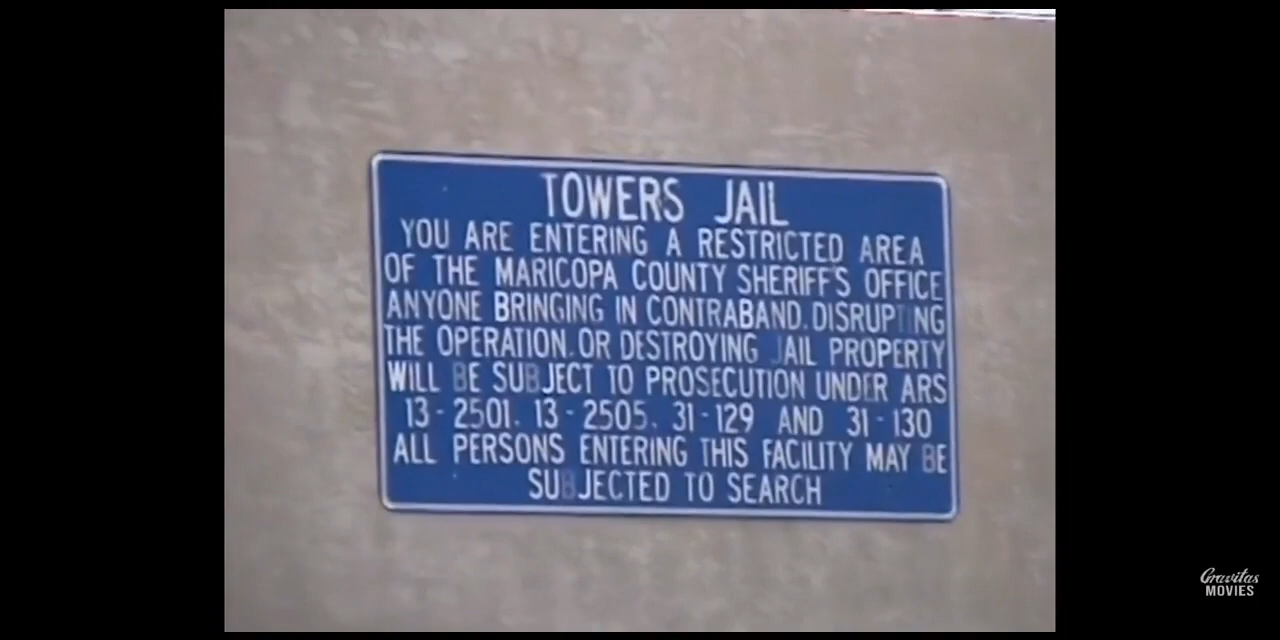 TOWERS JAIL
YOU ARE ENTERING A RESTRICTED AREA
OF THE MARICOPA COUNTY SHERIFF'S OFFICE
ANYONE BRINGING IN CONTRABAND, DISRUPTING
THE OPERATION, OR DESTROYING JAIL PROPERTY
WILL BE SUBJECT TO PROSECUTION UNDER ARS
13-2501, 13-2505, 31-129 AND 31-130
ALL PERSONS ENTERING THIS FACILITY MAY BE
SUBJECTED TO SEARCH
Gravitas
MOVIES